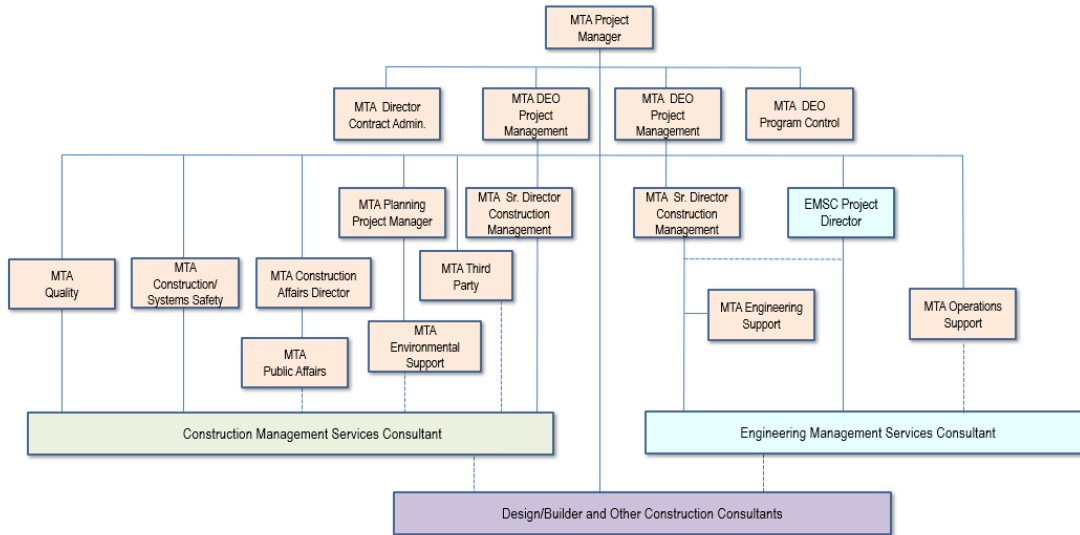 MTA Project
Manager
MTA Director
Contract Admin.
MTA DEO
Project
Management
MTA DEO
Project
Management
MTA DEO
Program Control
MTA Planning
Project Manager
MTA Sr. Director
Construction
Management
MTA Sr. Director
Construction
Management
EMSC Project
Director
MTA
Quality
MTA
Construction/
Systems Safety
MTA Construction
Affairs Director
MTA Third
Party
MTA Engineering
Support
MTA Operations
Support
MTA
Public Affairs
MTA
Environmental
Support
Construction Management Services Consultant
Engineering Management Services Consultant
Design/Builder and Other Construction Consultants